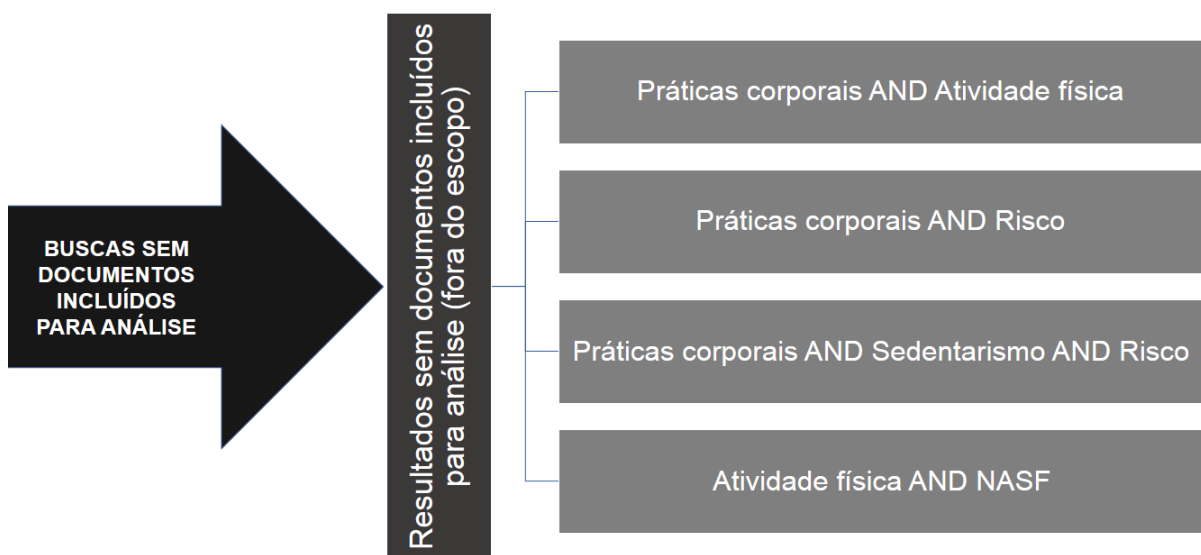 BUSCAS SEM
DOCUMENTOS
INCLUÍDOS
PARA ANÁLISE
Resultados sem documentos incluídos
para análise (fora do escopo)
Práticas corporais AND Atividade física
Práticas corporais AND Risco
Práticas corporais AND Sedentarismo AND Risco
Atividade física AND NASF